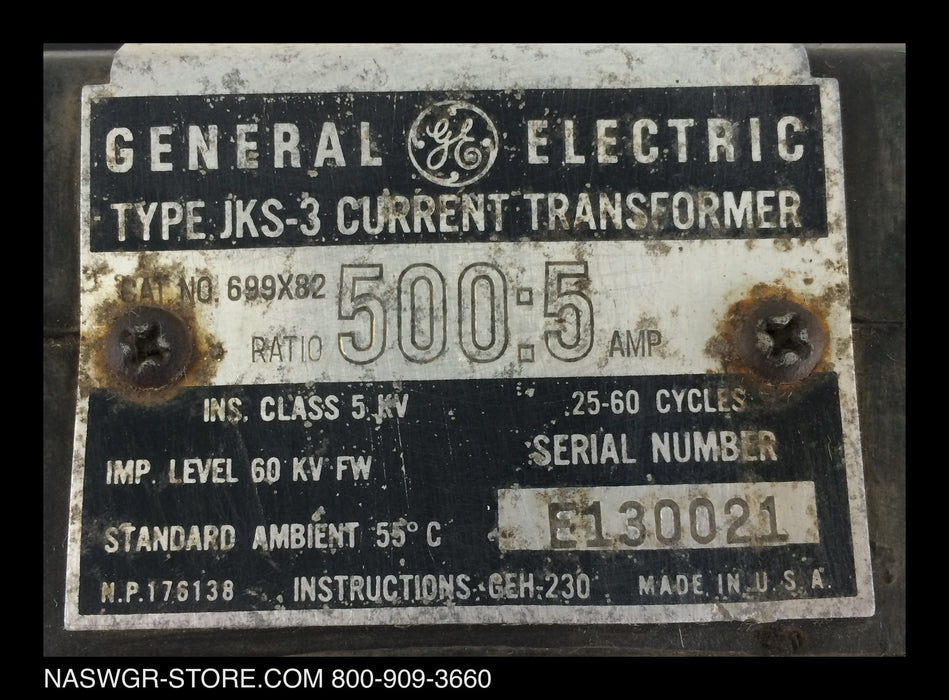 GENERAL GE ELECTRIC
TYPE JKS-3 CURRENT TRANSFORMER
CAT NO. 699X82
RATIO 500:5 AMP
INS. CLASS 5 KV
25-60 CYCLES
IMP. LEVEL 60 KV FW
SERIAL NUMBER
E130021
STANDARD AMBIENT 55° C
N.P.176138 INSTRUCTIONS GEH-230 MADE IN U.S.A.
NASWGR-STORE.COM 800-909-3660